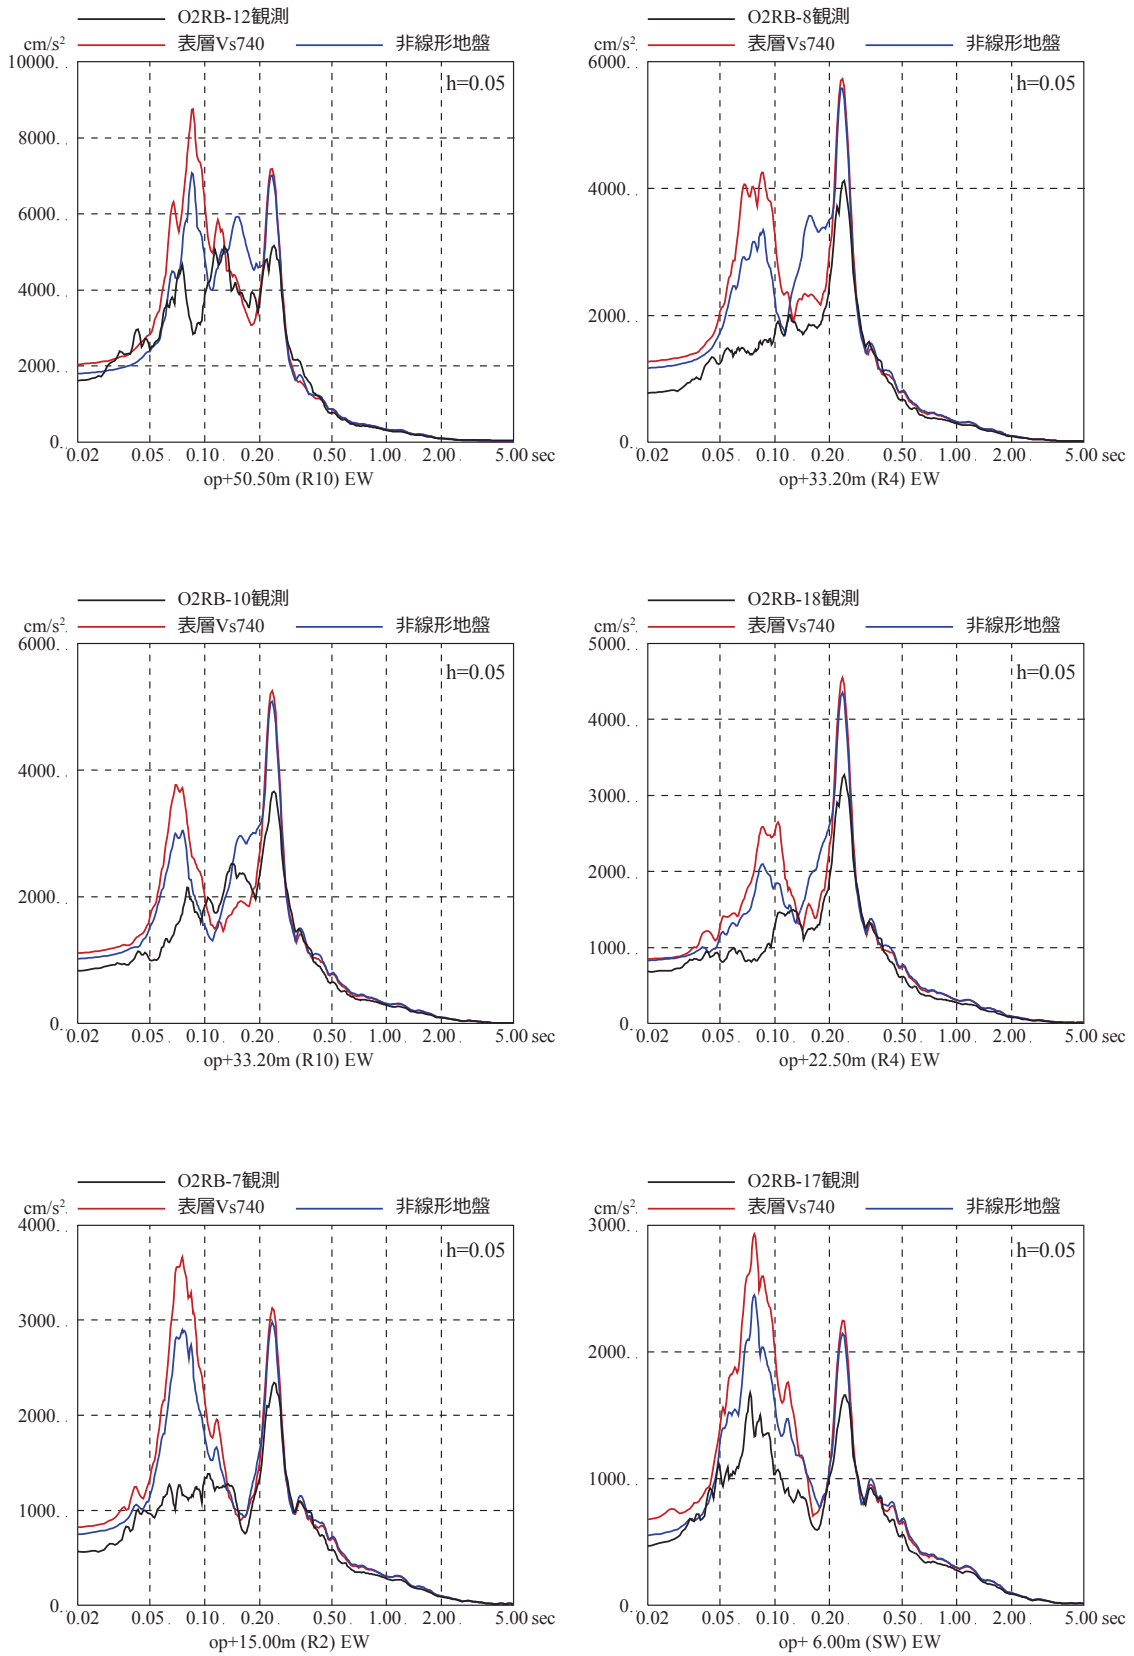 O2RB-12観測
cm/s²
表層Vs740 非線形地盤
10000.
h=0.05
8000.
6000.
4000.
2000.
0.
0.02 0.05 0.10 0.20 0.50 1.00 2.00 5.00 sec
op+50.50m (R10) EW
O2RB-8観測
cm/s²
表層Vs740 非線形地盤
6000.
h=0.05
4000.
2000.
0.
0.02 0.05 0.10 0.20 0.50 1.00 2.00 5.00 sec
op+33.20m (R4) EW
O2RB-10観測
cm/s²
表層Vs740 非線形地盤
6000.
h=0.05
4000.
2000.
0.
0.02 0.05 0.10 0.20 0.50 1.00 2.00 5.00 sec
op+33.20m (R10) EW
O2RB-18観測
cm/s²
表層Vs740 非線形地盤
5000.
h=0.05
4000.
3000.
2000.
1000.
0.
0.02 0.05 0.10 0.20 0.50 1.00 2.00 5.00 sec
op+22.50m (R4) EW
O2RB-7観測
cm/s²
表層Vs740 非線形地盤
4000.
h=0.05
3000.
2000.
1000.
0.
0.02 0.05 0.10 0.20 0.50 1.00 2.00 5.00 sec
op+15.00m (R2) EW
O2RB-17観測
cm/s²
表層Vs740 非線形地盤
3000.
h=0.05
2000.
1000.
0.
0.02 0.05 0.10 0.20 0.50 1.00 2.00 5.00 sec
op+ 6.00m (SW) EW